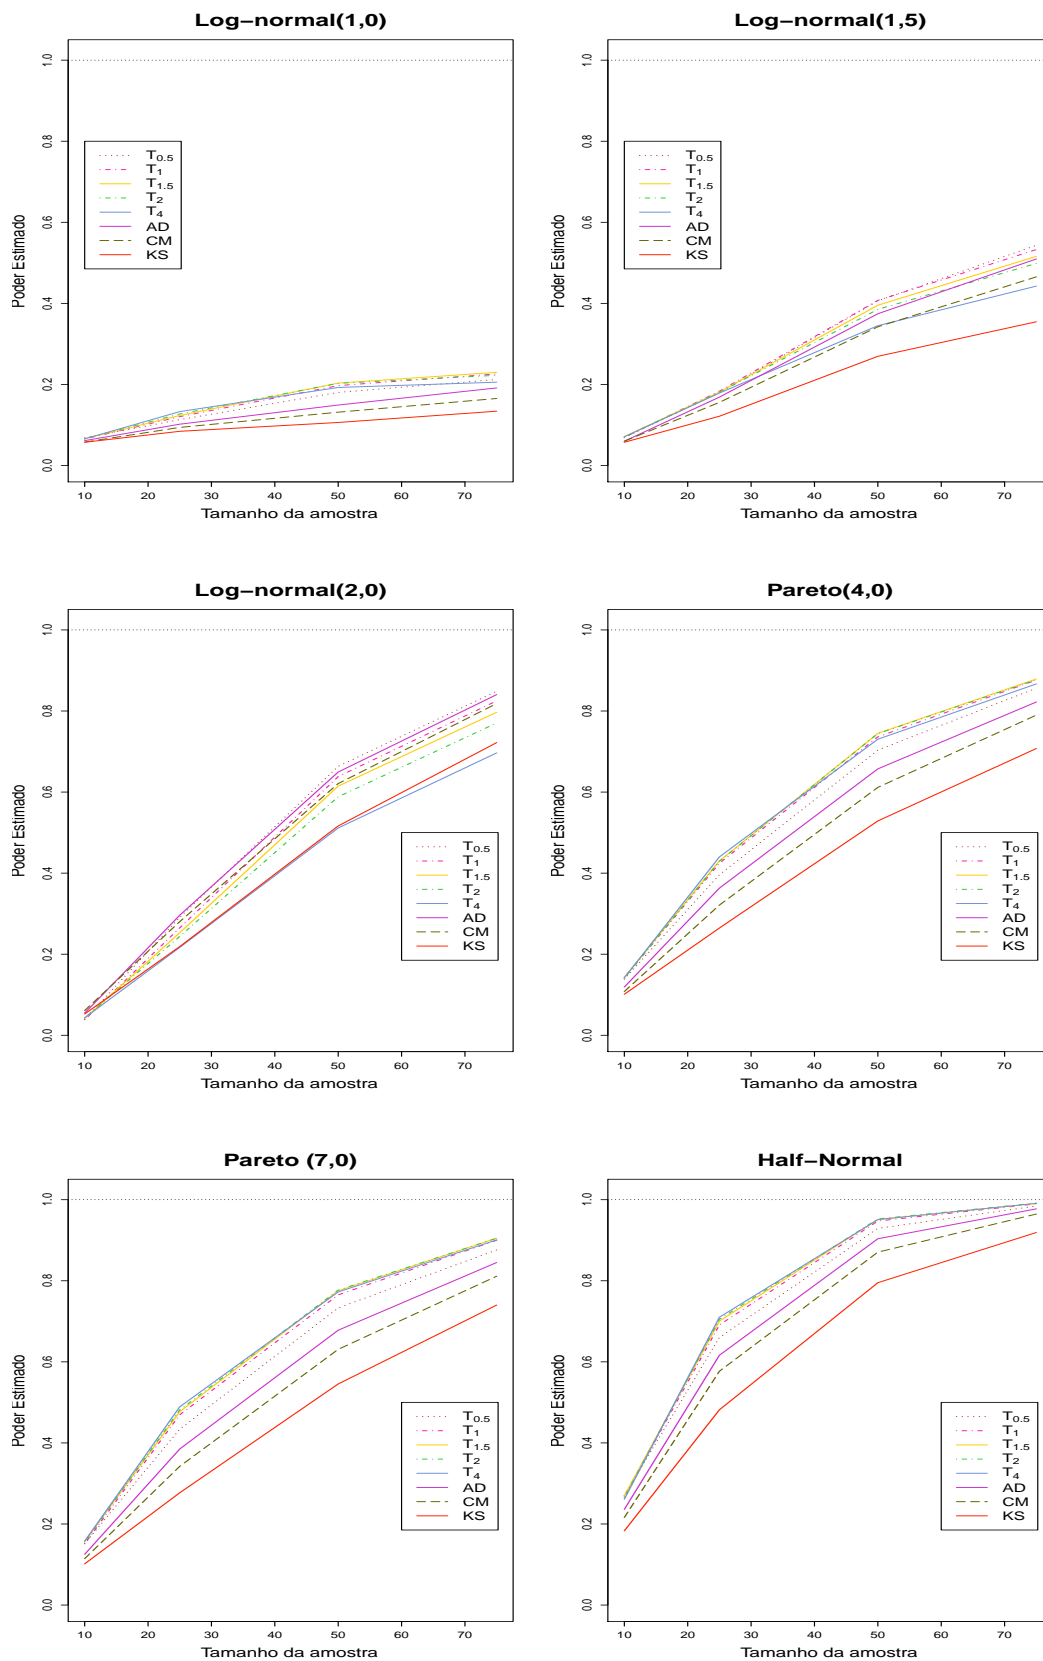 Log−normal(1,0)
Poder Estimado
1.0
0.8
0.6
0.4
0.2
0.0
T0.5
T1
T1.5
T2
T4
AD
CM
KS
10 20 30 40 50 60 70
Tamanho da amostra
Log−normal(1,5)
Poder Estimado
1.0
0.8
0.6
0.4
0.2
0.0
T0.5
T1
T1.5
T2
T4
AD
CM
KS
10 20 30 40 50 60 70
Tamanho da amostra
Log−normal(2,0)
Poder Estimado
1.0
0.8
0.6
0.4
0.2
0.0
T0.5
T1
T1.5
T2
T4
AD
CM
KS
10 20 30 40 50 60 70
Tamanho da amostra
Pareto(4,0)
Poder Estimado
1.0
0.8
0.6
0.4
0.2
0.0
T0.5
T1
T1.5
T2
T4
AD
CM
KS
10 20 30 40 50 60 70
Tamanho da amostra
Pareto (7,0)
Poder Estimado
1.0
0.8
0.6
0.4
0.2
0.0
T0.5
T1
T1.5
T2
T4
AD
CM
KS
10 20 30 40 50 60 70
Tamanho da amostra
Half−Normal
Poder Estimado
1.0
0.8
0.6
0.4
0.2
0.0
T0.5
T1
T1.5
T2
T4
AD
CM
KS
10 20 30 40 50 60 70
Tamanho da amostra